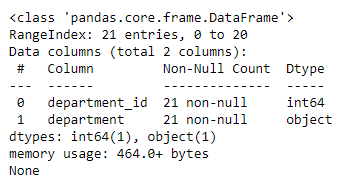 <class 'pandas.core.frame.DataFrame'>
RangeIndex: 21 entries, 0 to 20
Data columns (total 2 columns):
 #   Column         Non-Null Count  Dtype
---  ------         --------------  -----
 0   department_id  21 non-null     int64
 1   department     21 non-null     object
dtypes: int64(1), object(1)
memory usage: 464.0+ bytes
None